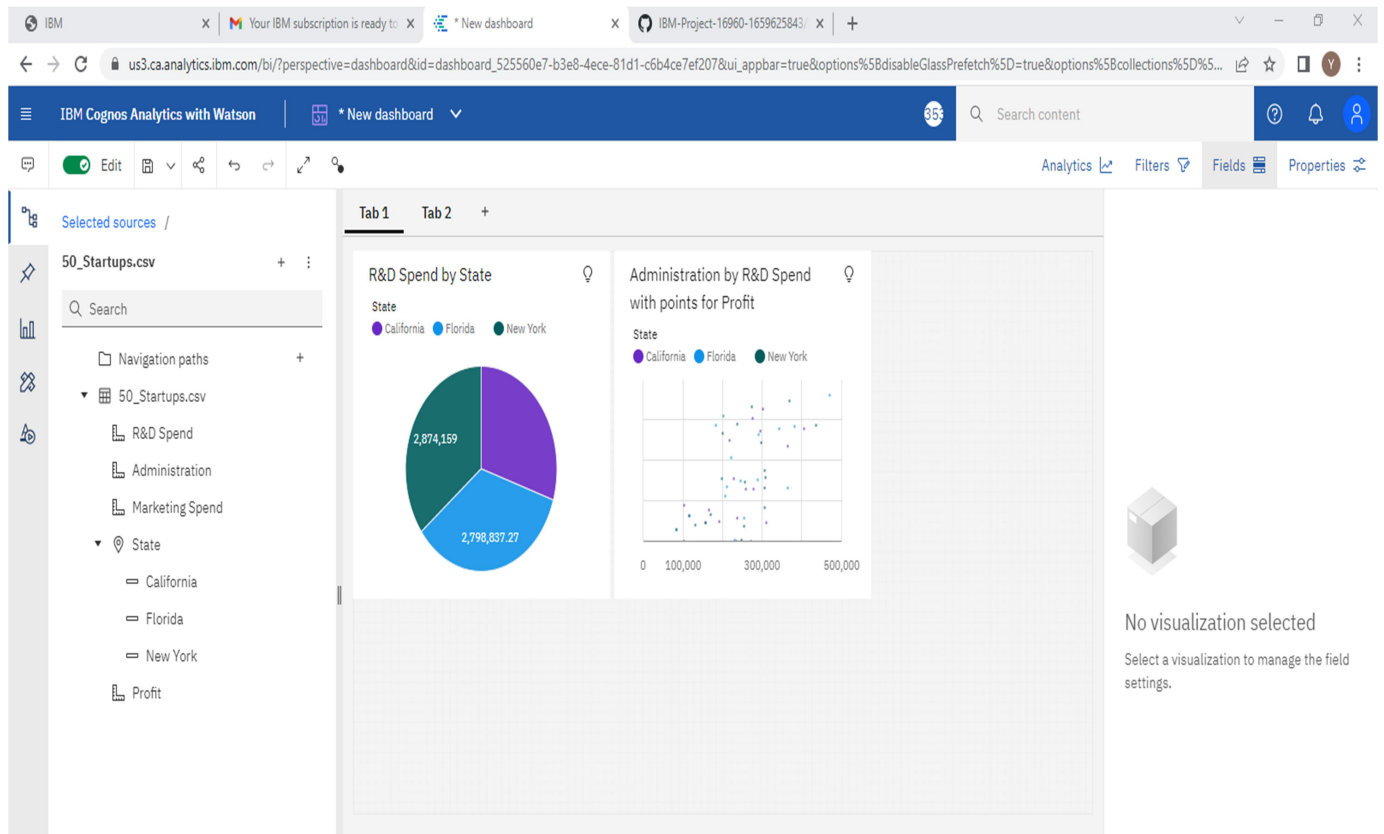 IBM
Your IBM subscription is ready to
* New dashboard
IBM-Project-16960-1659625843/
us3.ca.analytics.ibm.com/bi/?perspective=dashboard&id=dashboard_525560e7-b3e8-4ece-81d1-c6b4ce7ef207&ui_appbar=true&options%5BdisableGlassPrefetch%5D=true&options%5Bcollections%5D%5...
Y
IBM Cognos Analytics with Watson
* New dashboard
353
Search content
Edit
Analytics
Filters
Fields
Properties
Selected sources /
50_Startups.csv
Search
Navigation paths
50_Startups.csv
R&D Spend
Administration
Marketing Spend
State
California
Florida
New York
Profit
Tab 1
Tab 2
R&D Spend by State
State
California Florida New York
2,874,159
2,798,837.27
Administration by R&D Spend
with points for Profit
State
California Florida New York
0 100,000 300,000 500,000
No visualization selected
Select a visualization to manage the field
settings.